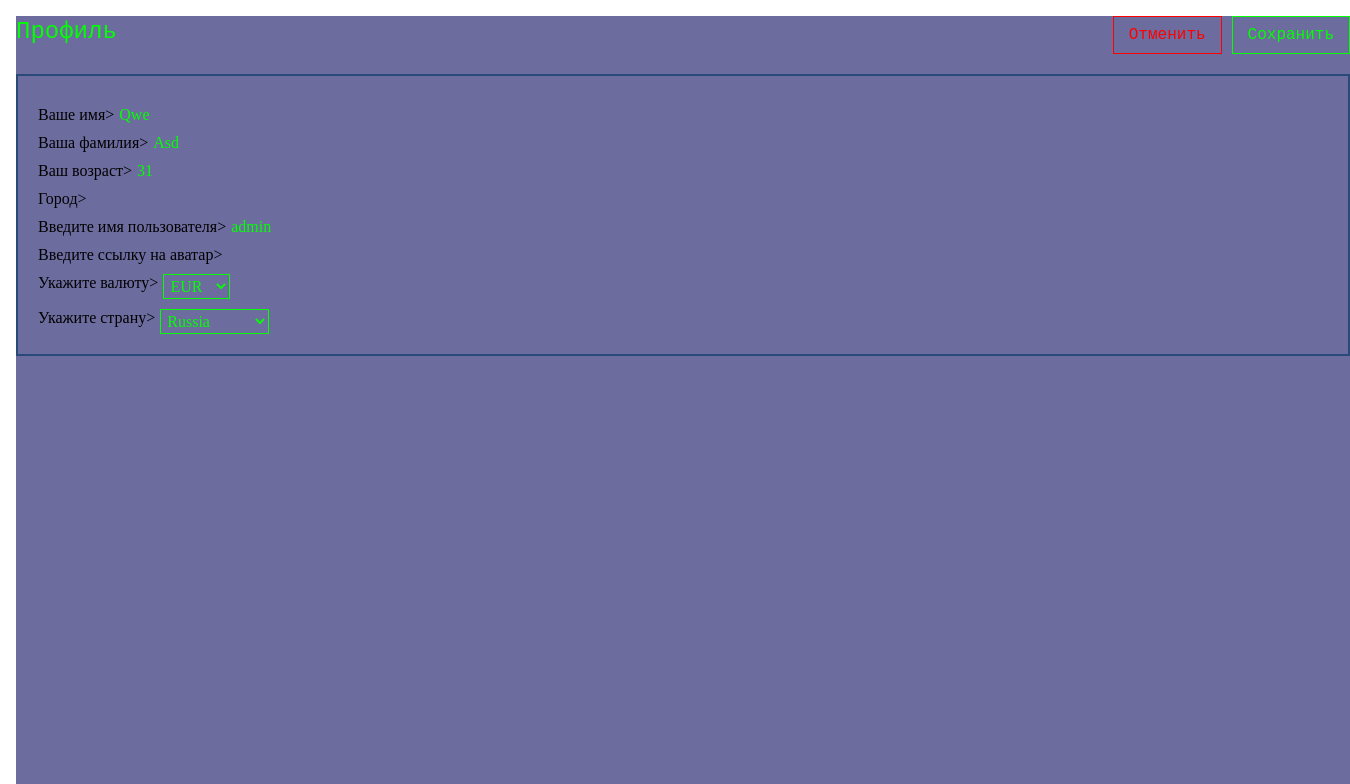 Профиль
Отменить
Сохранить
Ваше имя> Qwe
Ваша фамилия> Asd
Ваш возраст> 31
Город>
Введите имя пользователя> admin
Введите ссылку на аватар>
Укажите валюту> EUR
Укажите страну> Russia